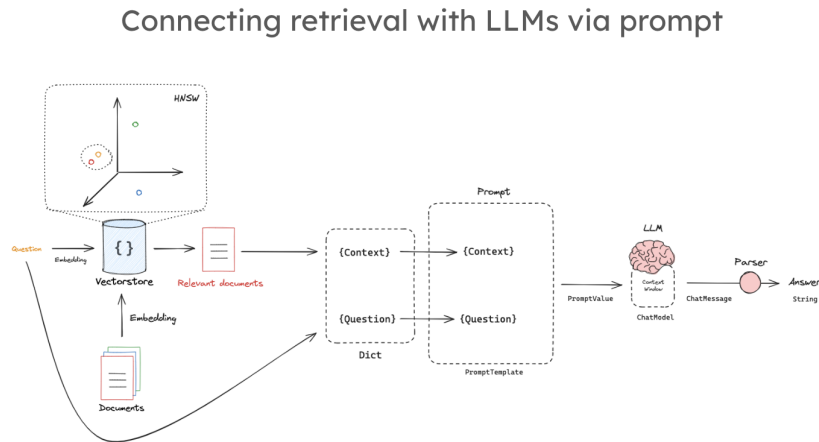 Connecting retrieval with LLMs via prompt
HNSW
Question
Embedding
{}
Vectorstore
Relevant documents
Embedding
Documents
{Context}
{Question}
Dict
Prompt
{Context}
{Question}
PromptTemplate
PromptValue
LLM
Context
Window
ChatModel
ChatMessage
Parser
Answer
String